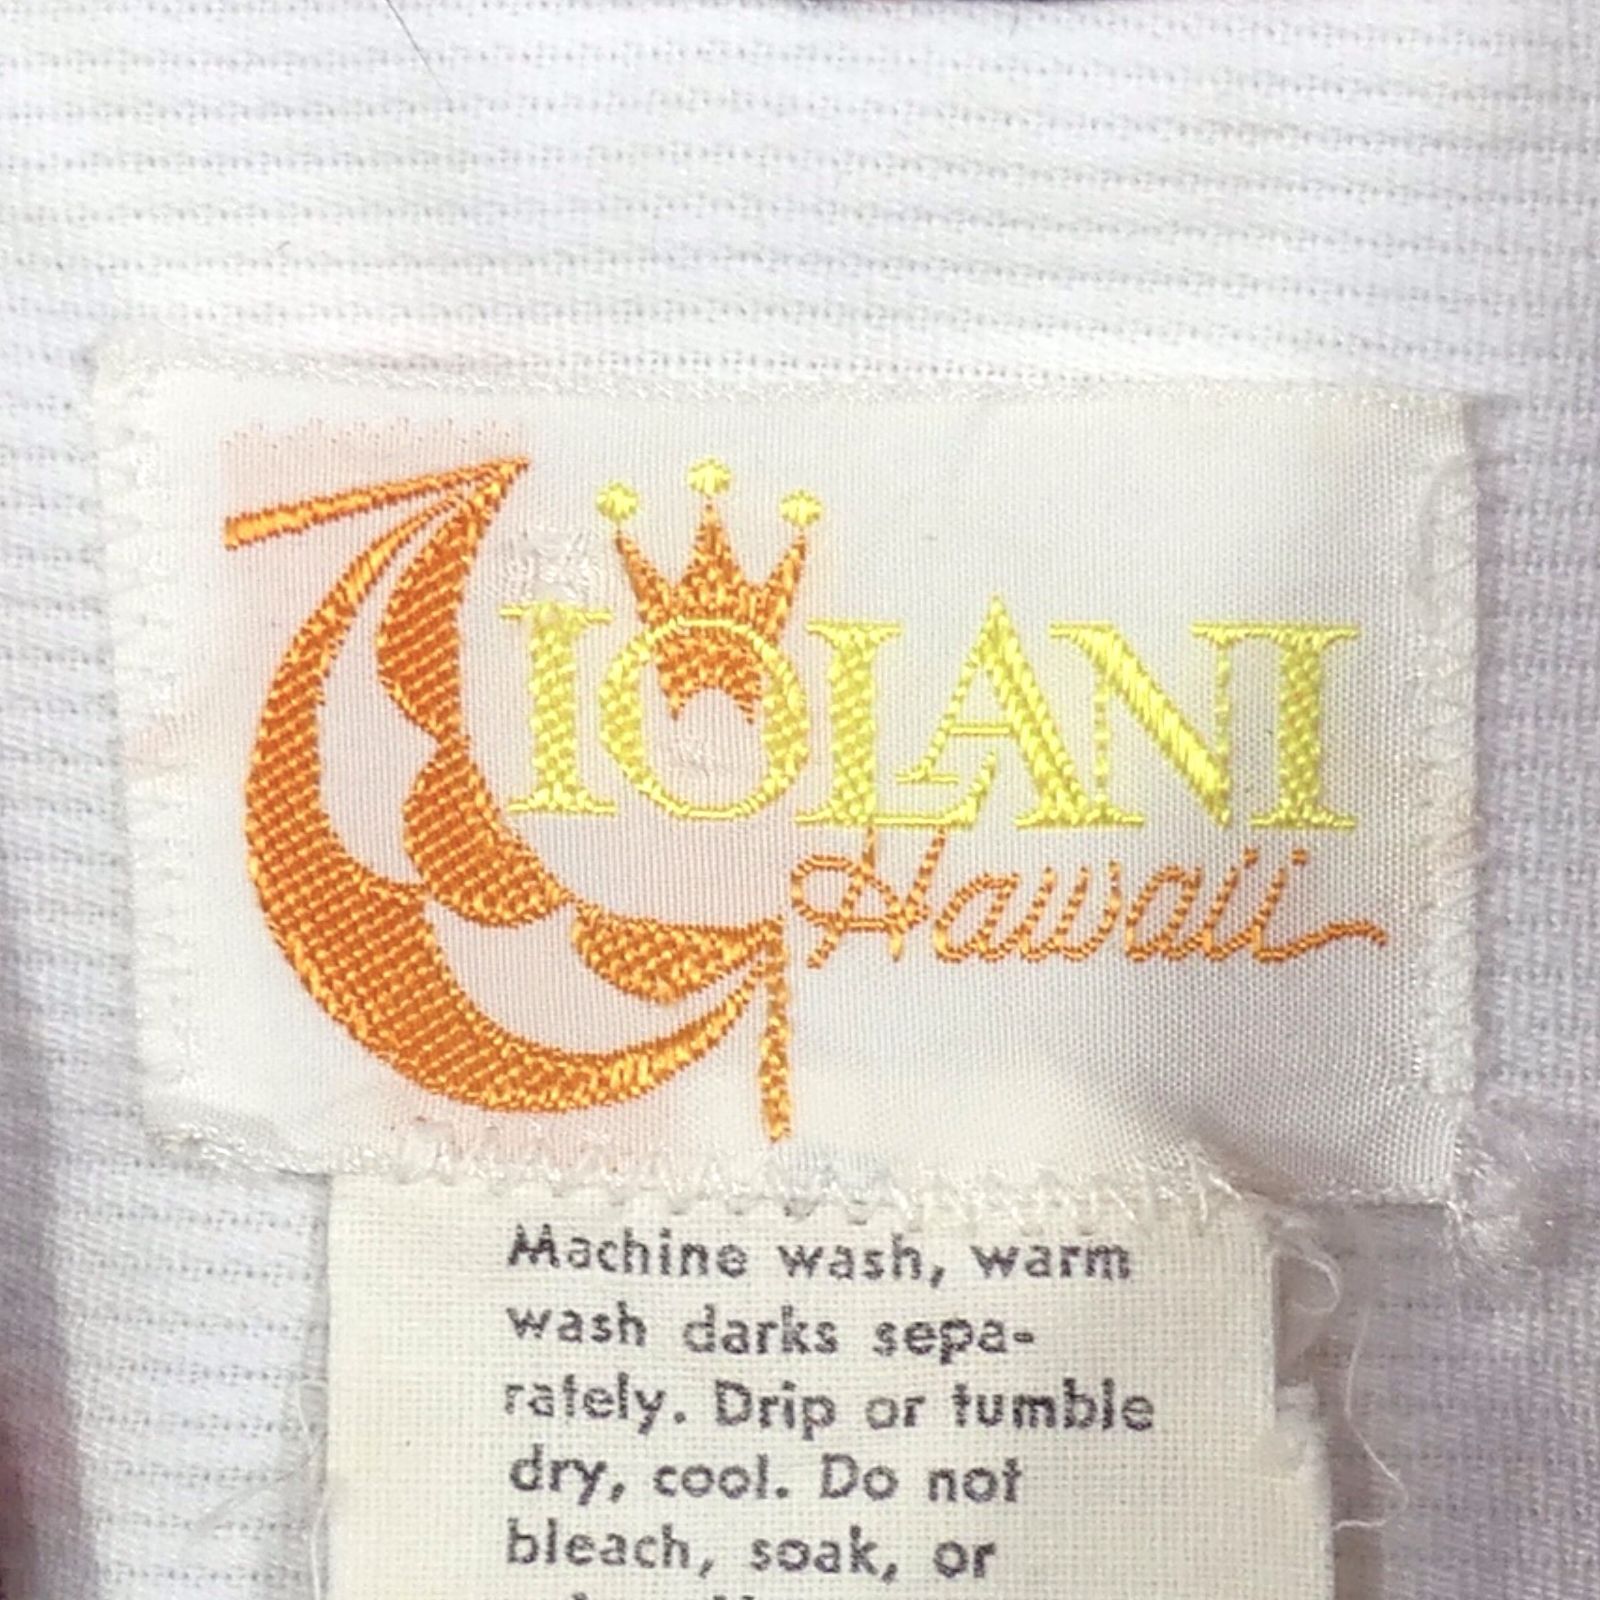 IOLANI
Hawaii
Machine wash, warm
wash darks sepa-
rately. Drip or tumble
dry, cool. Do not
bleach, soak, or